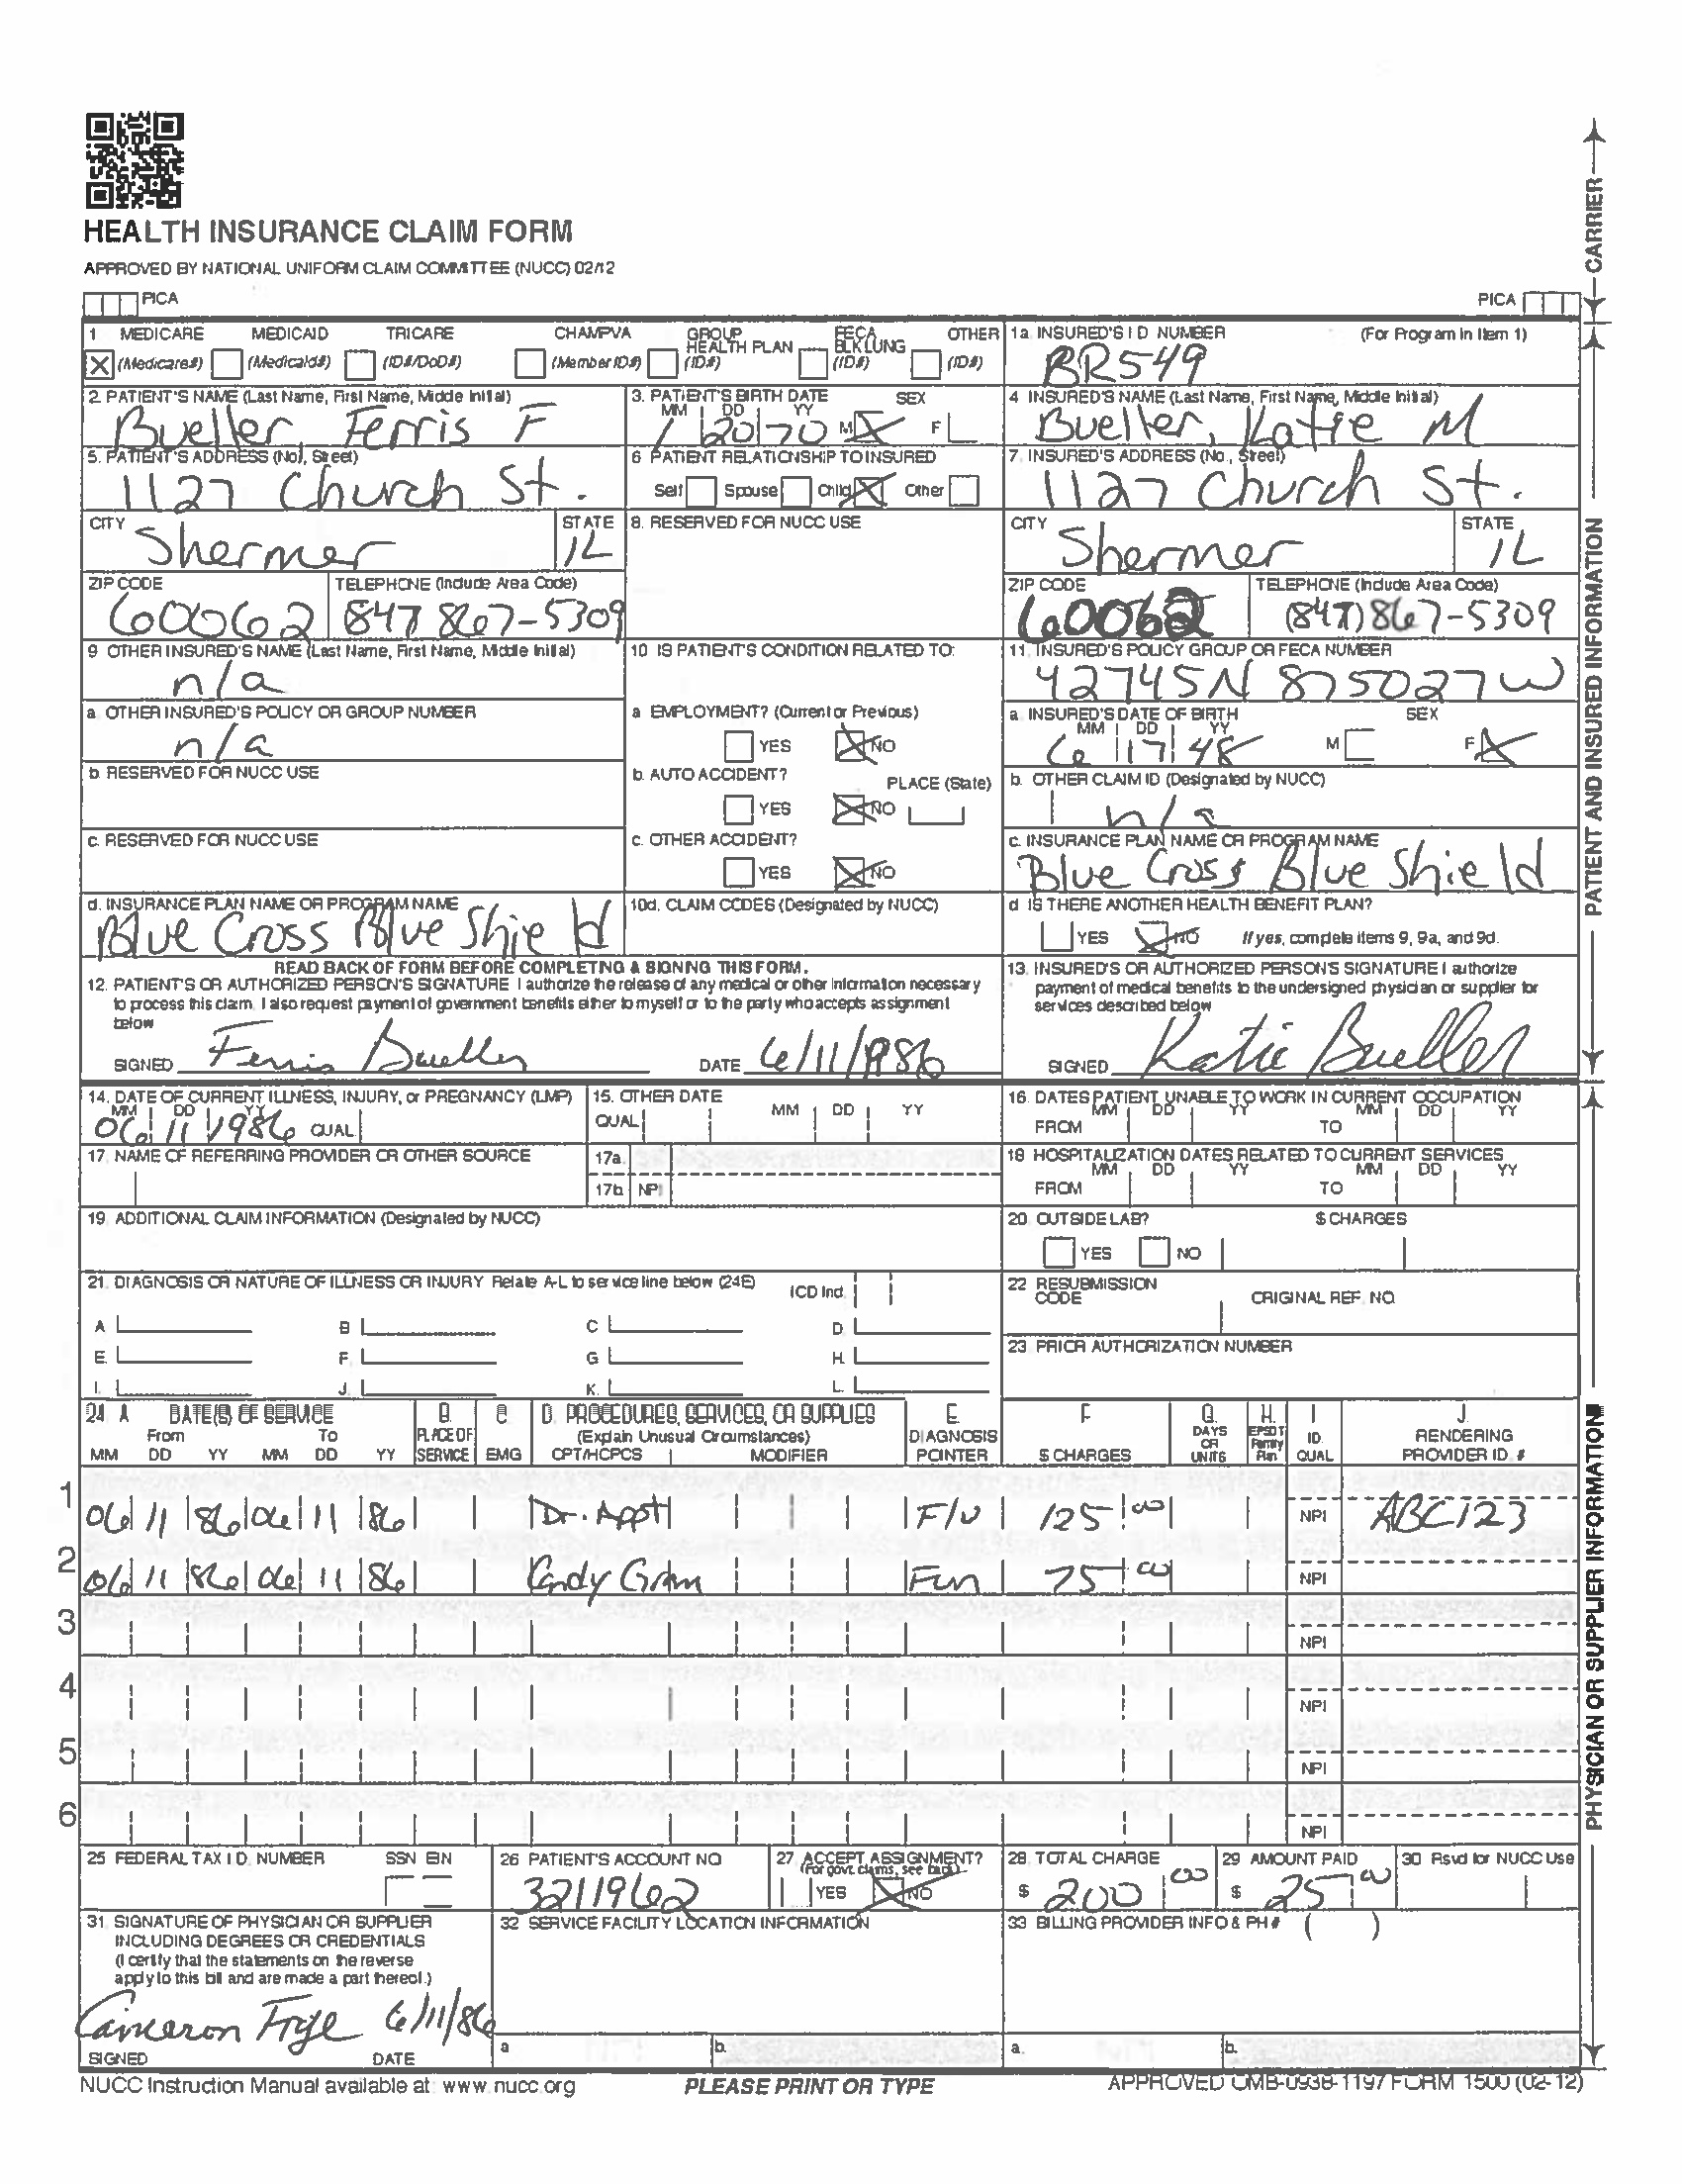 HEALTH INSURANCE CLAIM FORM
APPROVED BY NATIONAL UNIFORM CLAIM COMMITTEE (NUCC) 02/12
PICA PICA
CARRIER
1 MEDICARE MEDICAID TRICARE CHAMPVA GROUP HEALTH PLAN FECA BLK LUNG OTHER
(Medicare#) (Medicaid#) (ID#/DoD#) (Member ID#) (ID#) (ID#) (ID#)
1a. INSURED'S I D NUMBER (For Program in Item 1)
BR549
2. PATIENT'S NAME (Last Name, First Name, Middle Initial)
Bueller, Ferris F
3. PATIENT'S BIRTH DATE SEX
MM DD YY
1 20 70 M X F
4 INSURED'S NAME (Last Name, First Name, Middle Initial)
Bueller, Katie M
5. PATIENT'S ADDRESS (No., Street)
1127 Church St.
6 PATIENT RELATIONSHIP TO INSURED
Self Spouse Child X Other
7. INSURED'S ADDRESS (No., Street)
1127 Church St.
CITY STATE
Shermer IL
8. RESERVED FOR NUCC USE
CITY STATE
Shermer IL
ZIP CODE TELEPHONE (Include Area Code)
60062 847 867-5309
ZIP CODE TELEPHONE (Include Area Code)
60062 (847) 867-5309
9 OTHER INSURED'S NAME (Last Name, First Name, Middle Initial)
n/a
10 IS PATIENT'S CONDITION RELATED TO:
11. INSURED'S POLICY GROUP OR FECA NUMBER
42745N 875027W
a. OTHER INSURED'S POLICY OR GROUP NUMBER
n/a
a EMPLOYMENT? (Current or Previous)
YES X NO
a. INSURED'S DATE OF BIRTH SEX
MM DD YY
6 17 48 M F X
b. RESERVED FOR NUCC USE
b. AUTO ACCIDENT? PLACE (State)
YES X NO
b. OTHER CLAIM ID (Designated by NUCC)
n/a
c. RESERVED FOR NUCC USE
c. OTHER ACCIDENT?
YES X NO
c. INSURANCE PLAN NAME OR PROGRAM NAME
Blue Cross Blue Shield
d. INSURANCE PLAN NAME OR PROGRAM NAME
Blue Cross Blue Shield
10d. CLAIM CODES (Designated by NUCC)
d IS THERE ANOTHER HEALTH BENEFIT PLAN?
YES X NO If yes, complete items 9, 9a, and 9d.
PATIENT AND INSURED INFORMATION
READ BACK OF FORM BEFORE COMPLETING & SIGNING THIS FORM.
12. PATIENT'S OR AUTHORIZED PERSON'S SIGNATURE I authorize the release of any medical or other information necessary
to process this claim. I also request payment of government benefits either to myself or to the party who accepts assignment
below
SIGNED Ferris Bueller DATE 6/11/1986
13. INSURED'S OR AUTHORIZED PERSON'S SIGNATURE I authorize
payment of medical benefits to the undersigned physician or supplier for
services described below
SIGNED Katie Bueller
14. DATE OF CURRENT ILLNESS, INJURY, or PREGNANCY (LMP)
MM DD YY
06 11 1986 QUAL
15. OTHER DATE
QUAL MM DD YY
16. DATES PATIENT UNABLE TO WORK IN CURRENT OCCUPATION
MM DD YY MM DD YY
FROM TO
17. NAME OF REFERRING PROVIDER OR OTHER SOURCE
17a.
17b. NPI
18 HOSPITALIZATION DATES RELATED TO CURRENT SERVICES
MM DD YY MM DD YY
FROM TO
19. ADDITIONAL CLAIM INFORMATION (Designated by NUCC)
20. OUTSIDE LAB? $ CHARGES
YES NO
21. DIAGNOSIS OR NATURE OF ILLNESS OR INJURY Relate A-L to service line below (24E) ICD Ind.
A B C D.
E. F. G H.
I. J. K. L.
22 RESUBMISSION
CODE ORIGINAL REF. NO.
23. PRIOR AUTHORIZATION NUMBER
24 A DATE(S) OF SERVICE B. C. D. PROCEDURES, SERVICES, OR SUPPLIES E. F. G. H. I J.
From To PLACE OF (Explain Unusual Circumstances) DIAGNOSIS DAYS OR UNITS EPSDT Family Plan ID. RENDERING
MM DD YY MM DD YY SERVICE EMG CPT/HCPCS MODIFIER POINTER $ CHARGES QUAL PROVIDER ID. #
1 06 11 86 06 11 86 Dr. Appt F/U 125 00 NPI ABC123
2 06 11 86 06 11 86 Candy Gram Fun 75 00 NPI
3 NPI
4 NPI
5 NPI
6 NPI
PHYSICIAN OR SUPPLIER INFORMATION
25 FEDERAL TAX I.D. NUMBER SSN EIN
26 PATIENT'S ACCOUNT NO
3211962
27 ACCEPT ASSIGNMENT?
(For govt. claims, see back)
YES X NO
28. TOTAL CHARGE
$ 200 00
29 AMOUNT PAID
$ 25 00
30 Rsvd for NUCC Use
31. SIGNATURE OF PHYSICIAN OR SUPPLIER
INCLUDING DEGREES OR CREDENTIALS
(I certify that the statements on the reverse
apply to this bill and are made a part thereof.)
Cameron Frye 6/11/86
SIGNED DATE
32 SERVICE FACILITY LOCATION INFORMATION
a b.
33 BILLING PROVIDER INFO & PH # ( )
a. b.
NUCC Instruction Manual available at: www.nucc.org
PLEASE PRINT OR TYPE
APPROVED OMB-0938-1197 FORM 1500 (02-12)